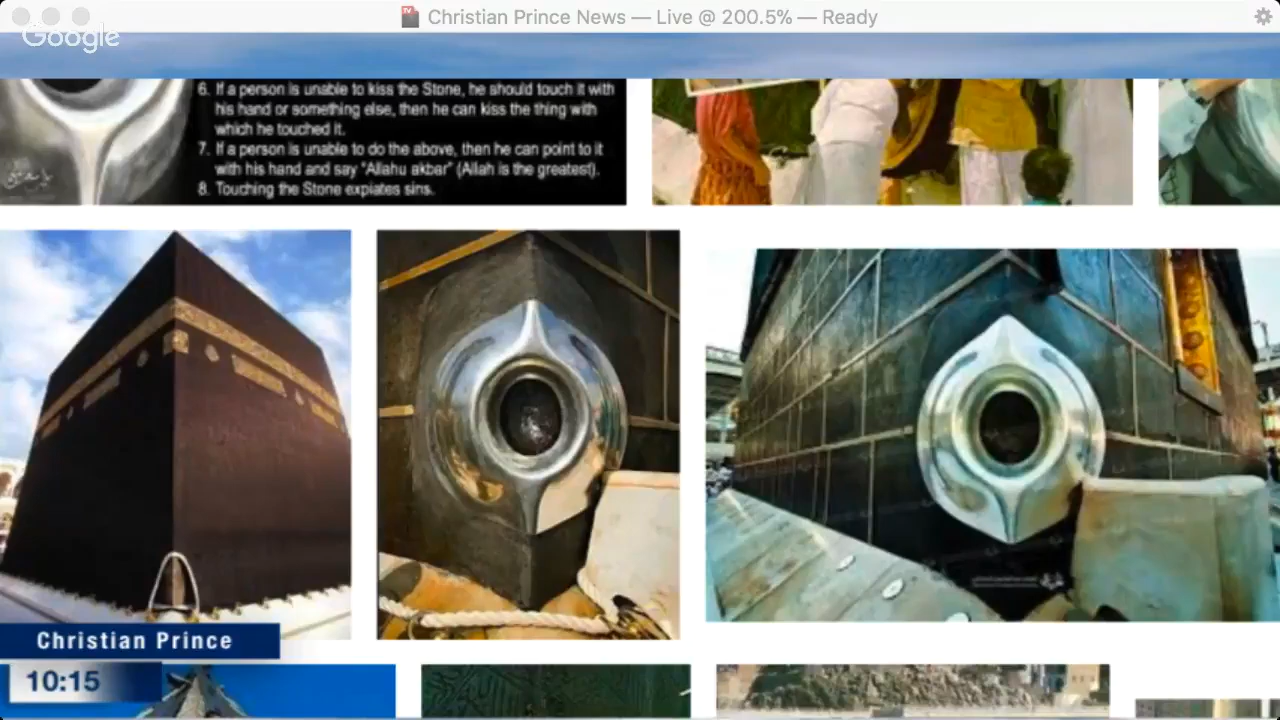 Christian Prince News — Live @ 200.5% — Ready
Google
6. If a person is unable to kiss the Stone, he should touch it with
his hand or something else, then he can kiss the thing with
which he touched it.
7. If a person is unable to do the above, then he can point to it
with his hand and say "Allahu akbar" (Allah is the greatest).
8. Touching the Stone expiates sins.
Christian Prince
10:15